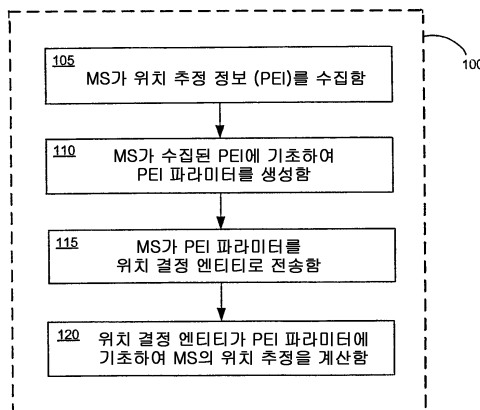 105
MS가 위치 추정 정보 (PEI)를 수집함
100
110
MS가 수집된 PEI에 기초하여
PEI 파라미터를 생성함
115
MS가 PEI 파라미터를
위치 결정 엔티티로 전송함
120
위치 결정 엔티티가 PEI 파라미터에
기초하여 MS의 위치 추정을 계산함